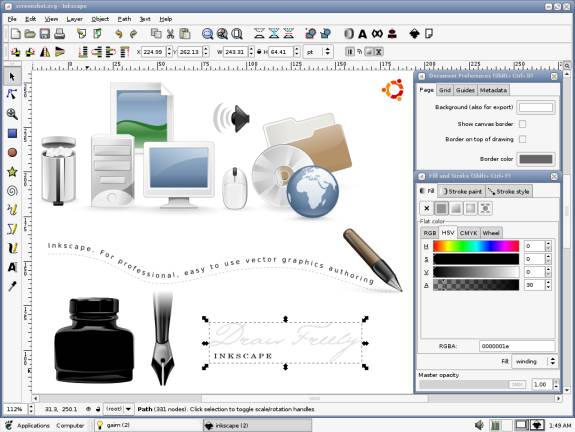 screenshot.svg - Inkscape
File Edit View Layer Object Path Text Help
X 224.99 Y 262.13 W 243.31 H 64.41 pt
Document Preferences (Shift+Ctrl+D)
Page Grid Guides Metadata
Background (also for export):
Show canvas border:
Border on top of drawing:
Border color:
Fill and Stroke (Shift+Ctrl+F)
Fill Stroke paint Stroke style
Flat color
RGB HSV CMYK Wheel
H 0
S 0
V 0
A 30
RGBA: 0000001e
Fill: winding
Master opacity
1.00
Inkscape. For professional, easy to use vector graphics authoring
Draw Freely
INKSCAPE
112% 31.3, 250.1 (root) Path (331 nodes). Click selection to toggle scale/rotation handles.
Applications Computer gaim (2) inkscape (2) 1:49 AM